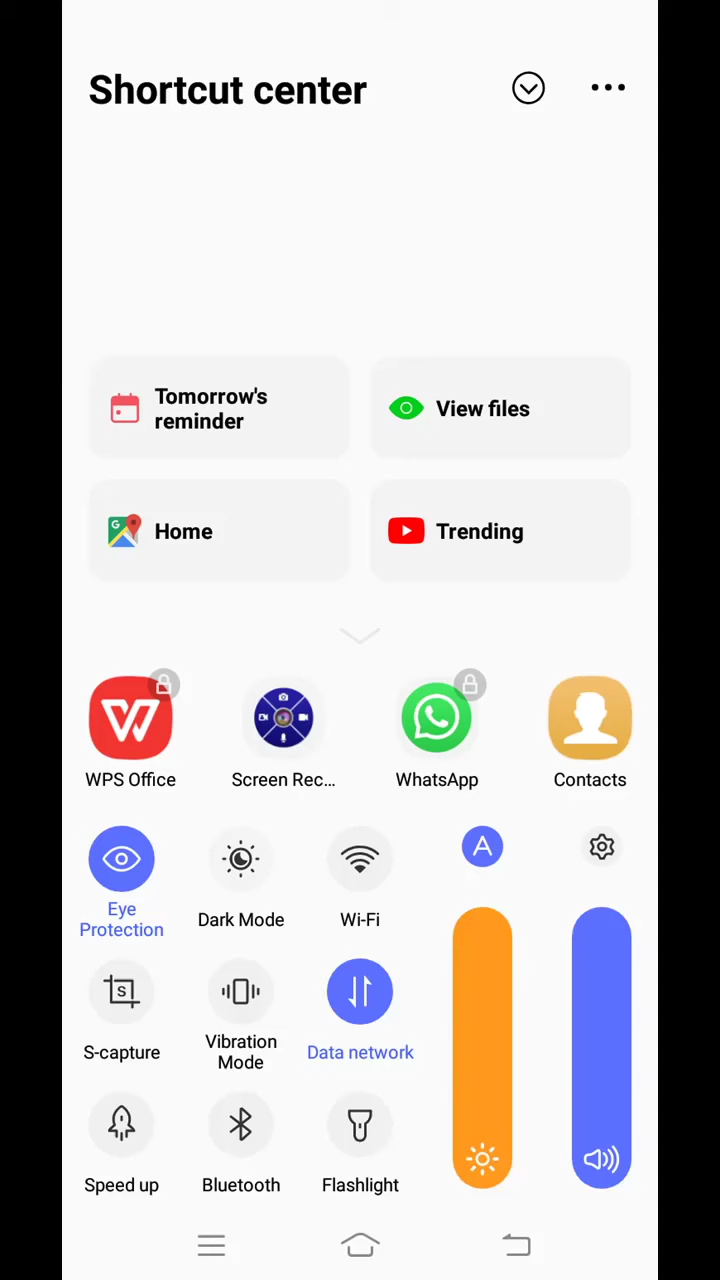 Shortcut center
Tomorrow's
reminder
View files
Home
Trending
WPS Office
Screen Rec...
WhatsApp
Contacts
Eye
Protection
Dark Mode
Wi-Fi
A
S
S-capture
Vibration
Mode
Data network
Speed up
Bluetooth
Flashlight